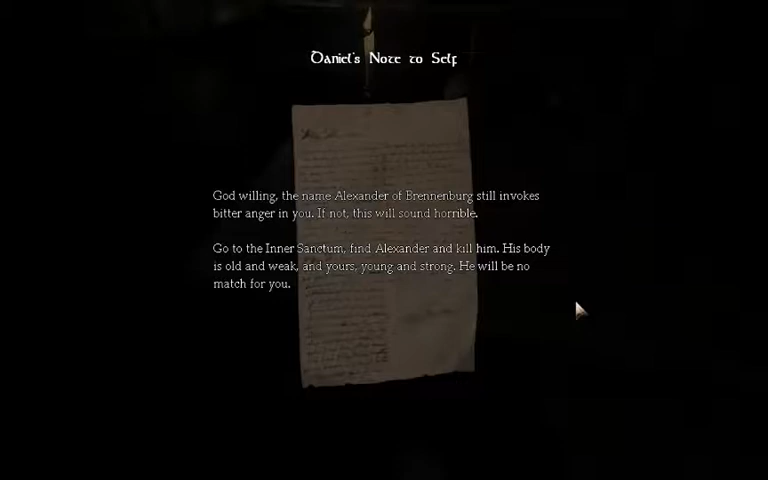 Daniel's Note to Self
God willing, the name Alexander of Brennenburg still invokes
bitter anger in you. If not, this will sound horrible.
Go to the Inner Sanctum, find Alexander and kill him. His body
is old and weak, and yours, young and strong. He will be no
match for you.